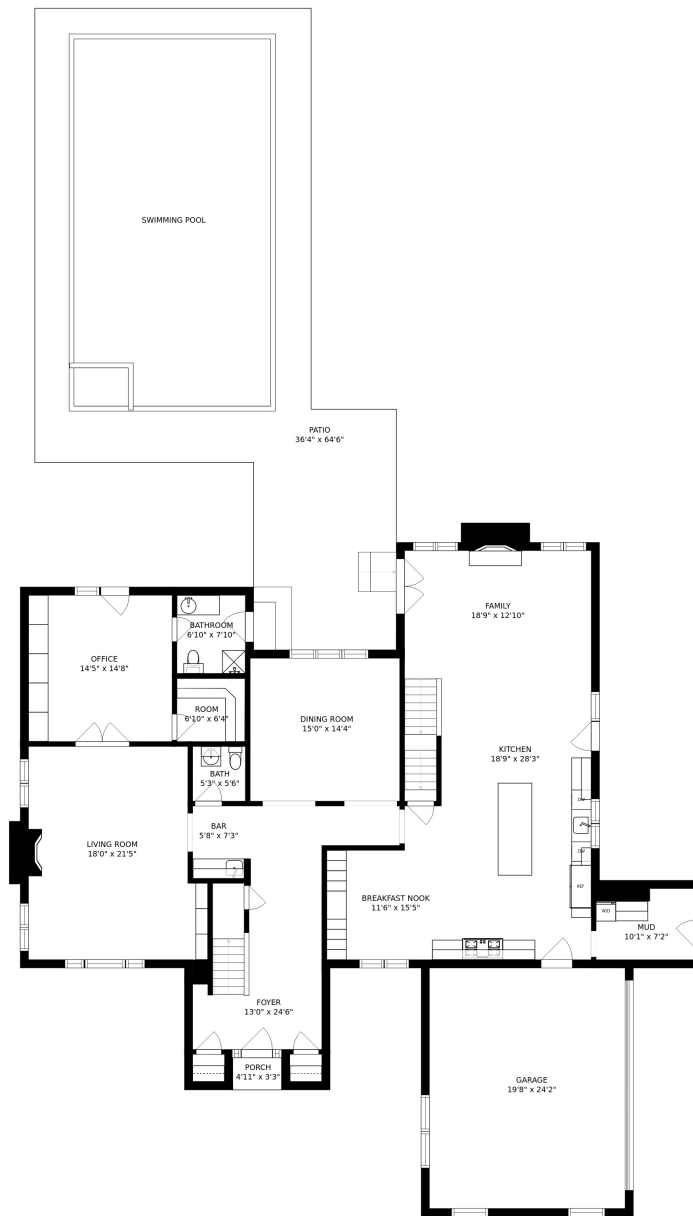 SWIMMING POOL
PATIO
36'4" x 64'6"
FAMILY
18'9" x 12'10"
BATHROOM
6'10" x 7'10"
OFFICE
14'5" x 14'8"
ROOM
6'10" x 6'4"
DINING ROOM
15'0" x 14'4"
KITCHEN
18'9" x 28'3"
BATH
5'3" x 5'6"
DW
BAR
5'8" x 7'3"
LIVING ROOM
18'0" x 21'5"
DW
REF
BREAKFAST NOOK
11'6" x 15'5"
W/D
MUD
10'1" x 7'2"
FOYER
13'0" x 24'6"
PORCH
4'11" x 3'3"
GARAGE
19'8" x 24'2"